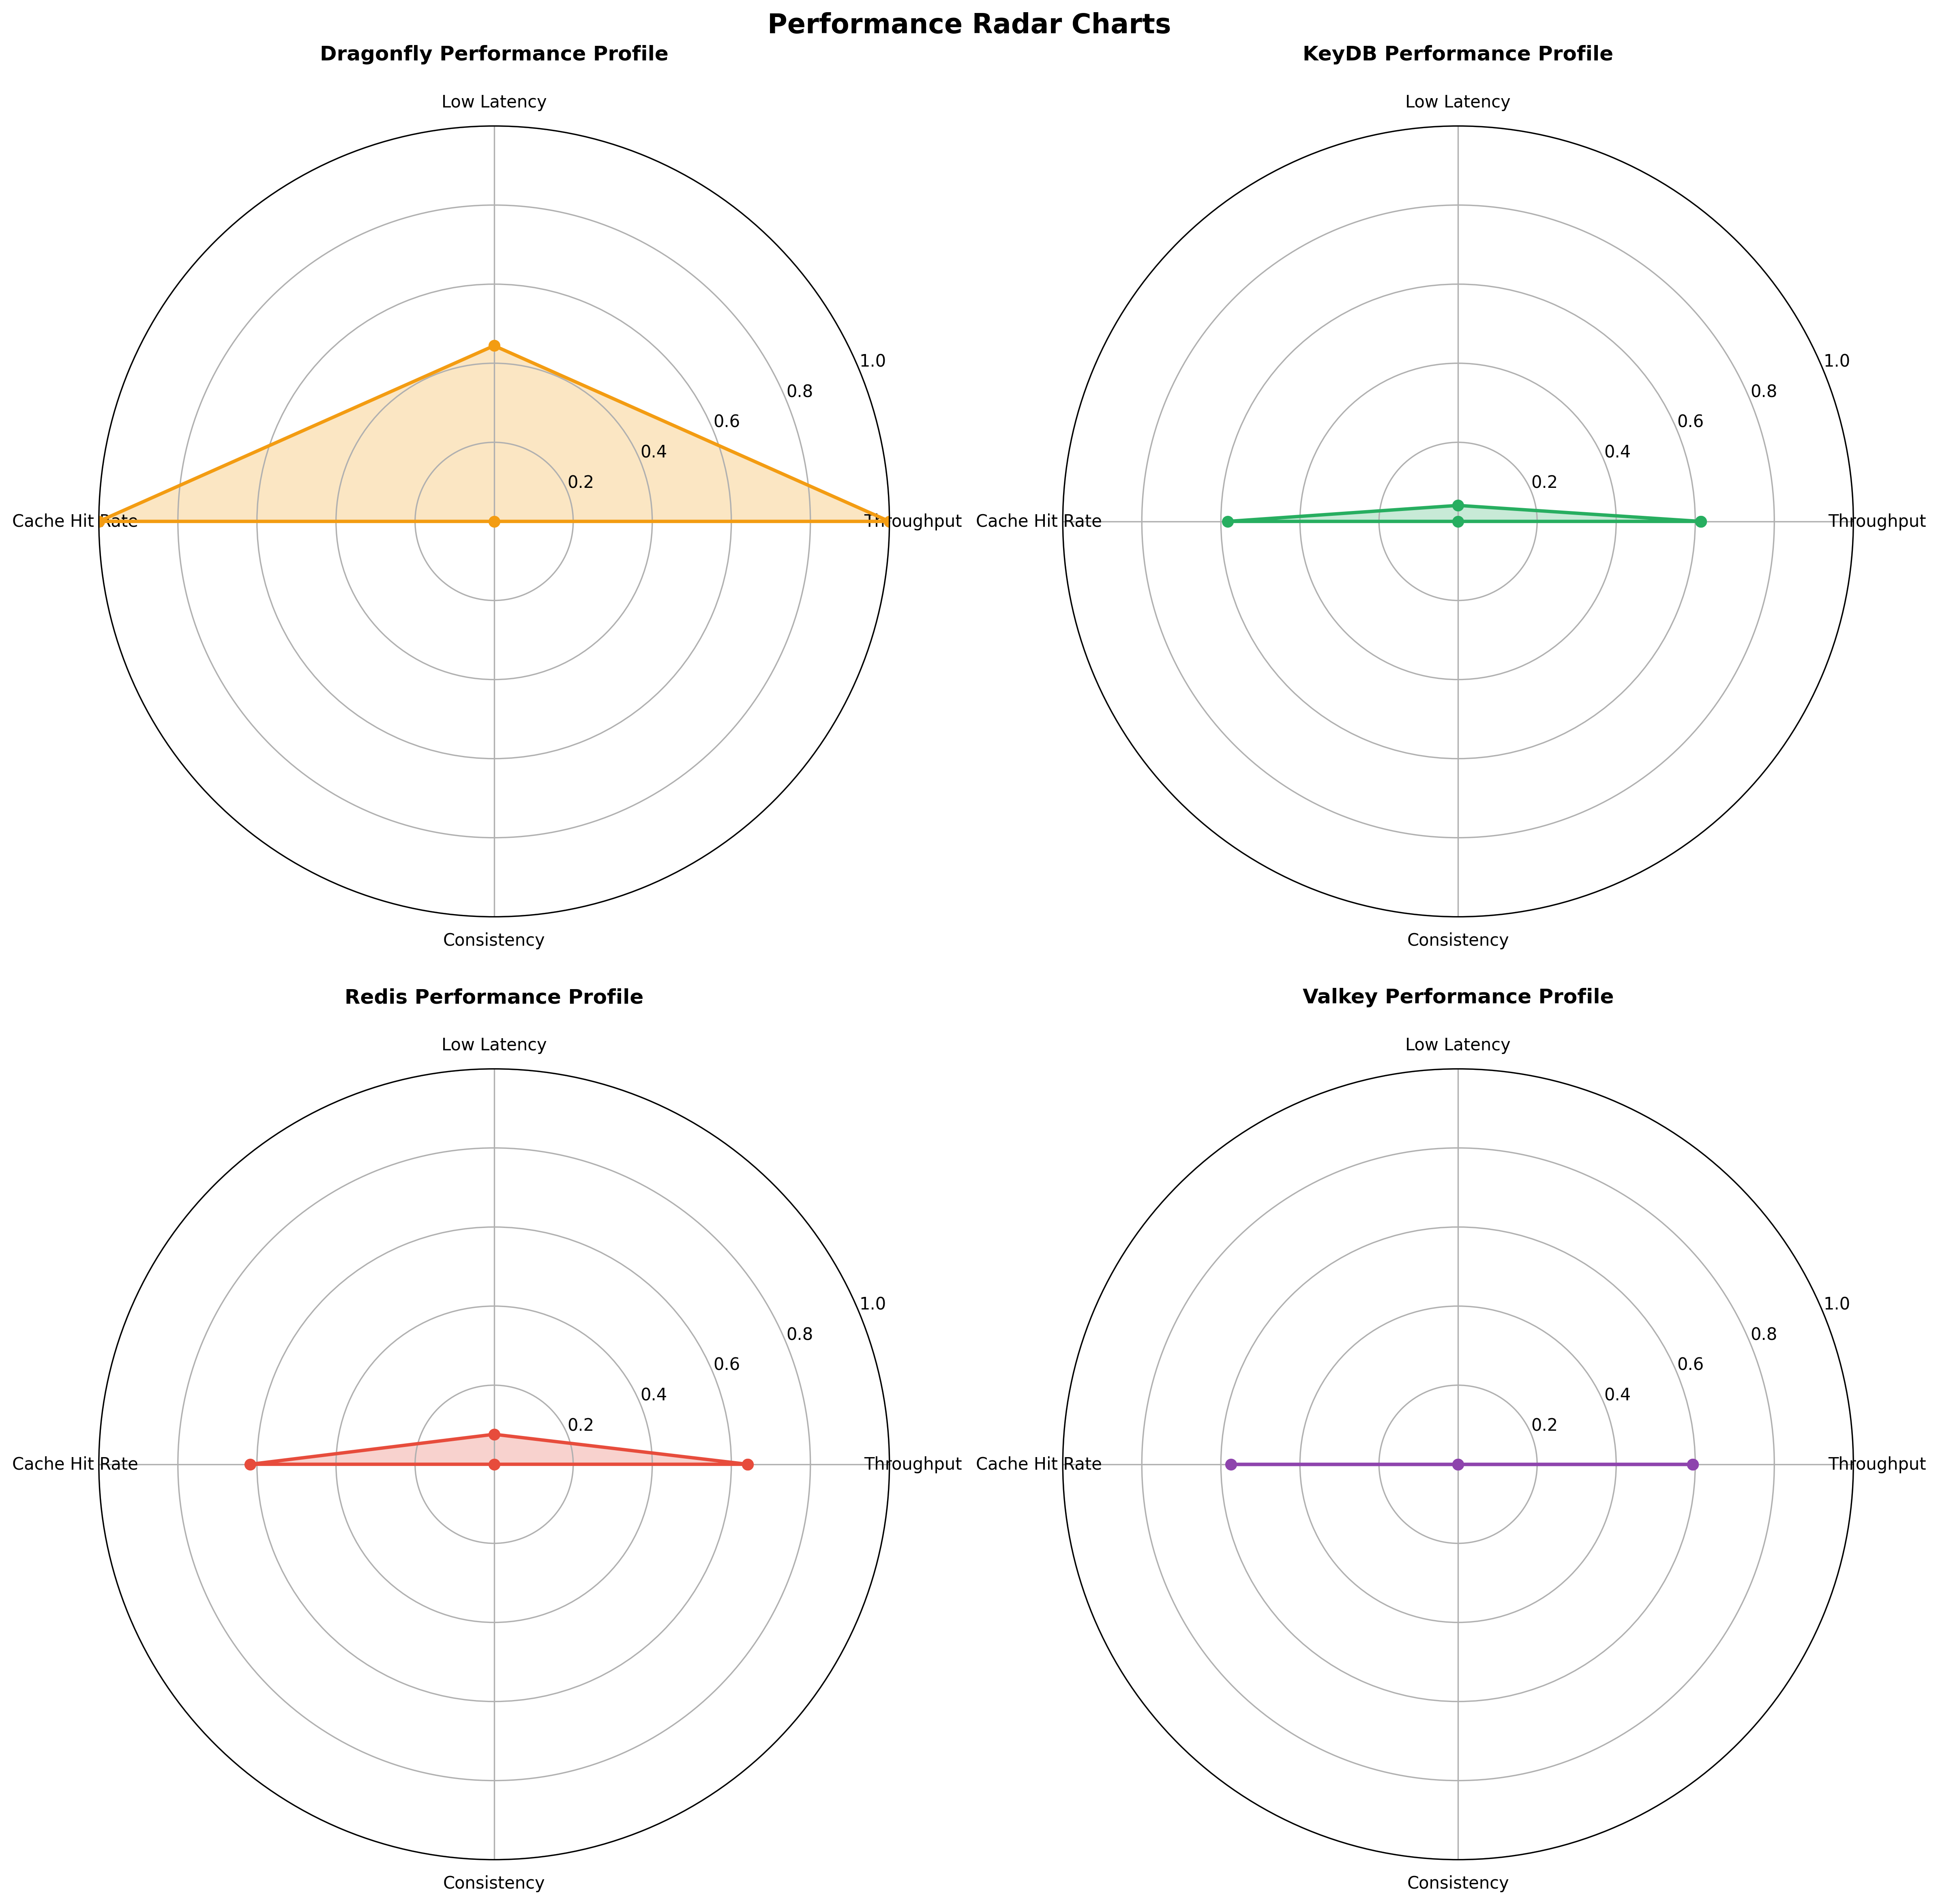 Performance Radar Charts
Dragonfly Performance Profile
Low Latency
1.0
0.8
0.6
0.4
0.2
Cache Hit Rate
Throughput
Consistency
KeyDB Performance Profile
Low Latency
1.0
0.8
0.6
0.4
0.2
Cache Hit Rate
Throughput
Consistency
Redis Performance Profile
Low Latency
1.0
0.8
0.6
0.4
0.2
Cache Hit Rate
Throughput
Consistency
Valkey Performance Profile
Low Latency
1.0
0.8
0.6
0.4
0.2
Cache Hit Rate
Throughput
Consistency